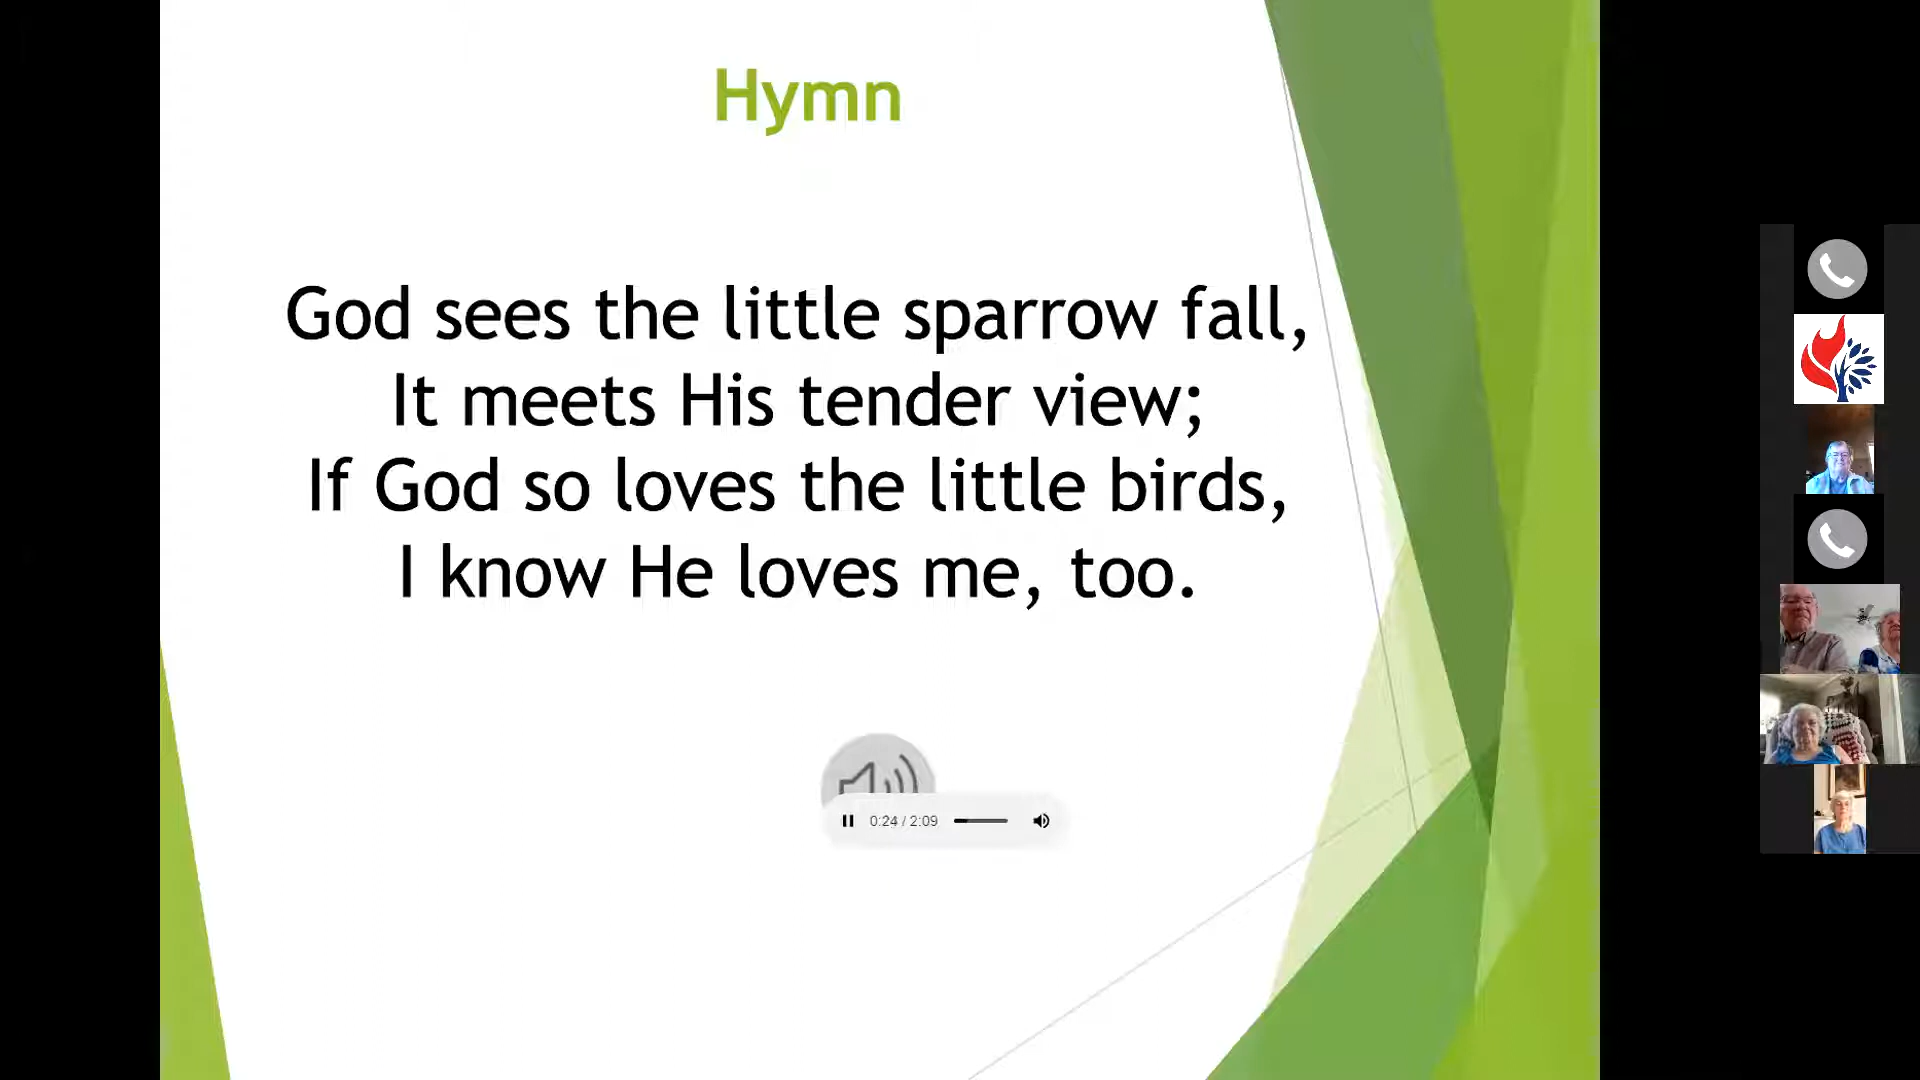 Hymn
God sees the little sparrow fall,
It meets His tender view;
If God so loves the little birds,
I know He loves me, too.
0:24 / 2:09